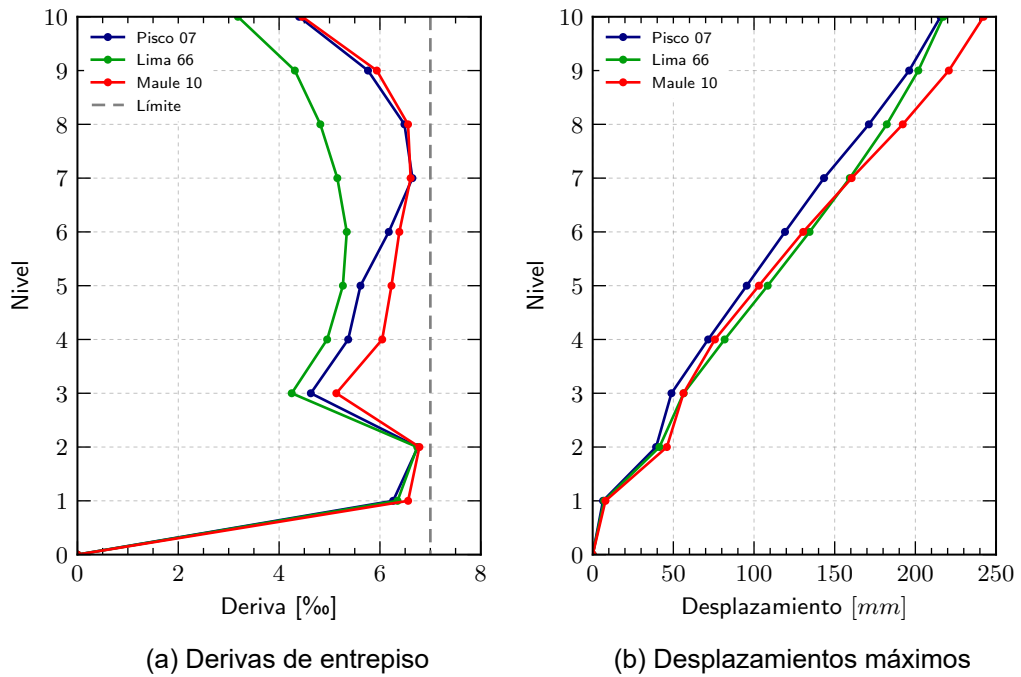 10
9
8
7
6
5
4
3
2
1
0
Nivel
Pisco 07
Lima 66
Maule 10
Límite
0 2 4 6 8
Deriva [‰]
(a) Derivas de entrepiso
10
9
8
7
6
5
4
3
2
1
0
Nivel
Pisco 07
Lima 66
Maule 10
0 50 100 150 200 250
Desplazamiento [mm]
(b) Desplazamientos máximos